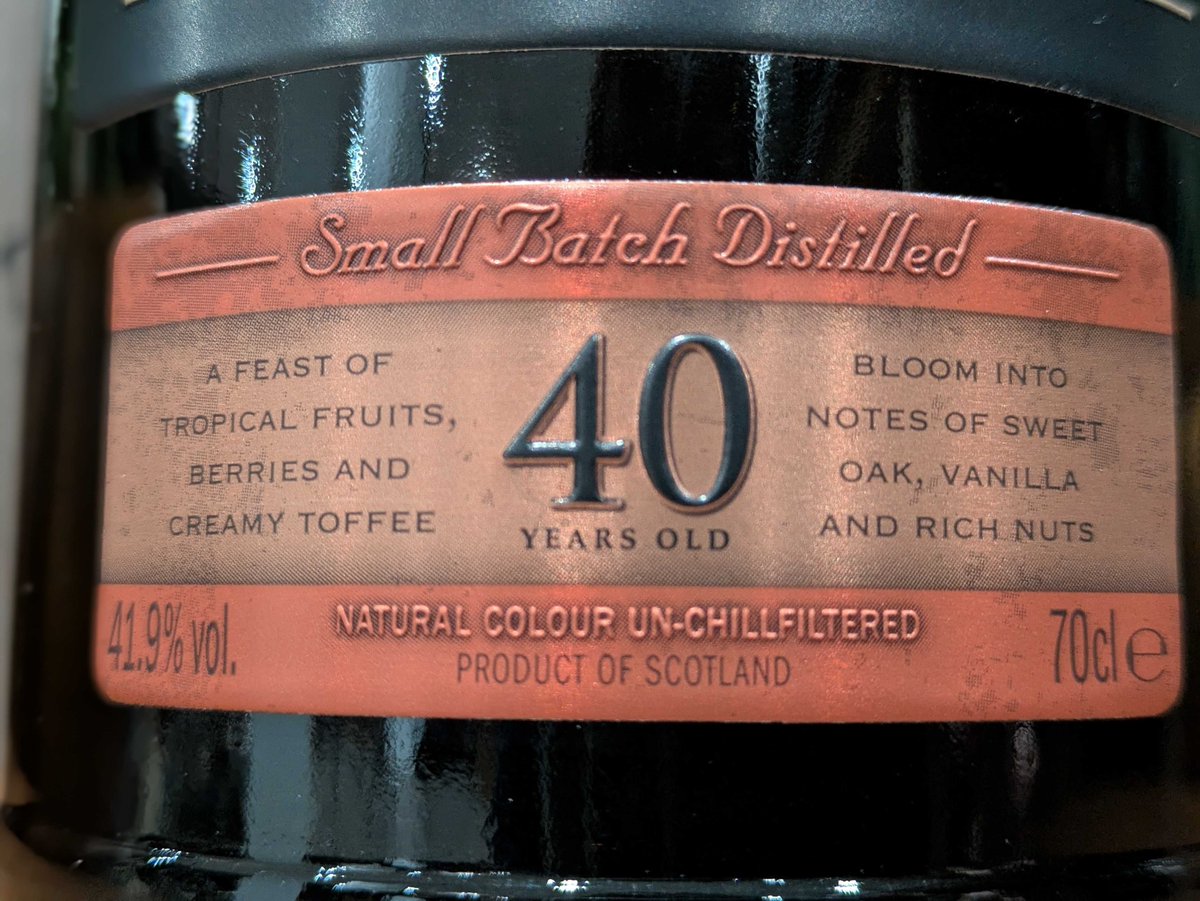 Small Batch Distilled
A FEAST OF
TROPICAL FRUITS,
BERRIES AND
CREAMY TOFFEE
40
YEARS OLD
BLOOM INTO
NOTES OF SWEET
OAK, VANILLA
AND RICH NUTS
41.9% vol.
NATURAL COLOUR UN-CHILLFILTERED
PRODUCT OF SCOTLAND
70cl e